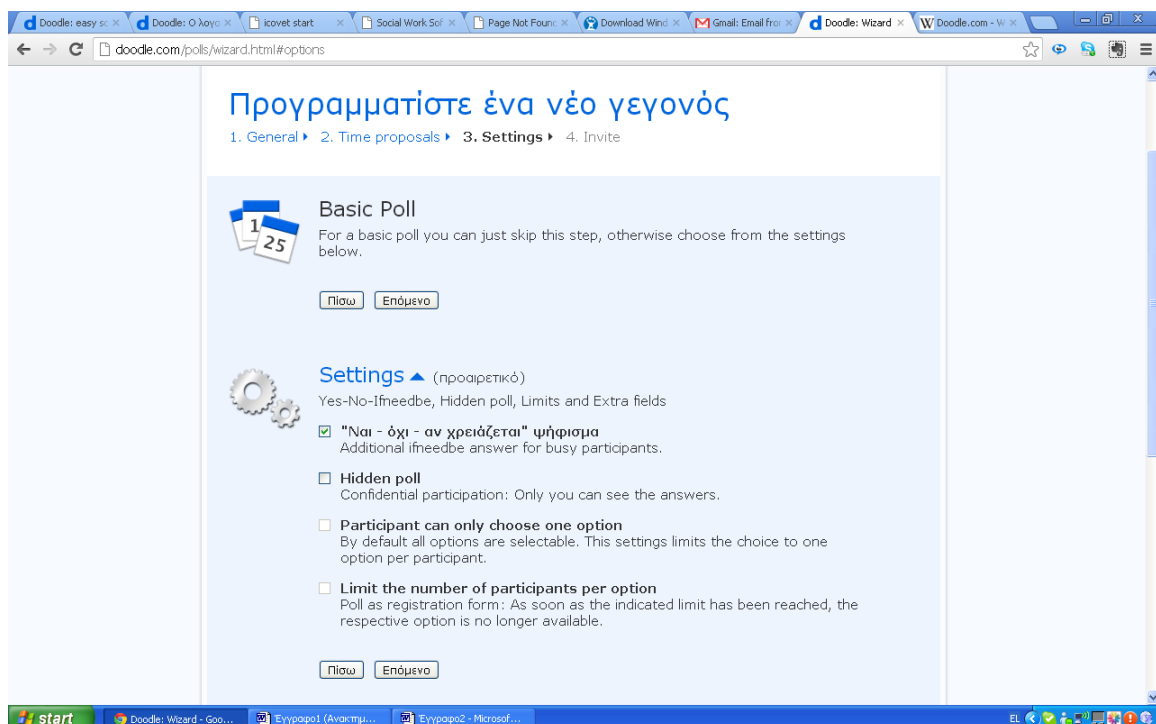 Doodle: easy sc
Doodle: Ο λογο
icovet start
Social Work Sof
Page Not Found
Download Wind
Gmail: Email fror
Doodle: Wizard
Doodle.com - W
doodle.com/polls/wizard.html#options
Προγραμματίστε ένα νέο γεγονός
1. General 2. Time proposals 3. Settings 4. Invite
1
25
Basic Poll
For a basic poll you can just skip this step, otherwise choose from the settings
below.
Πίσω Επόμενο
Settings (προαιρετικό)
Yes-No-Ifneedbe, Hidden poll, Limits and Extra fields
"Ναι - όχι - αν χρειάζεται" ψήφισμα
Additional ifneedbe answer for busy participants.
Hidden poll
Confidential participation: Only you can see the answers.
Participant can only choose one option
By default all options are selectable. This settings limits the choice to one
option per participant.
Limit the number of participants per option
Poll as registration form: As soon as the indicated limit has been reached, the
respective option is no longer available.
Πίσω Επόμενο
start Doodle: Wizard - Goo... Έγγραφο1 (Ανακτημ... Έγγραφο2 - Microsof... EL